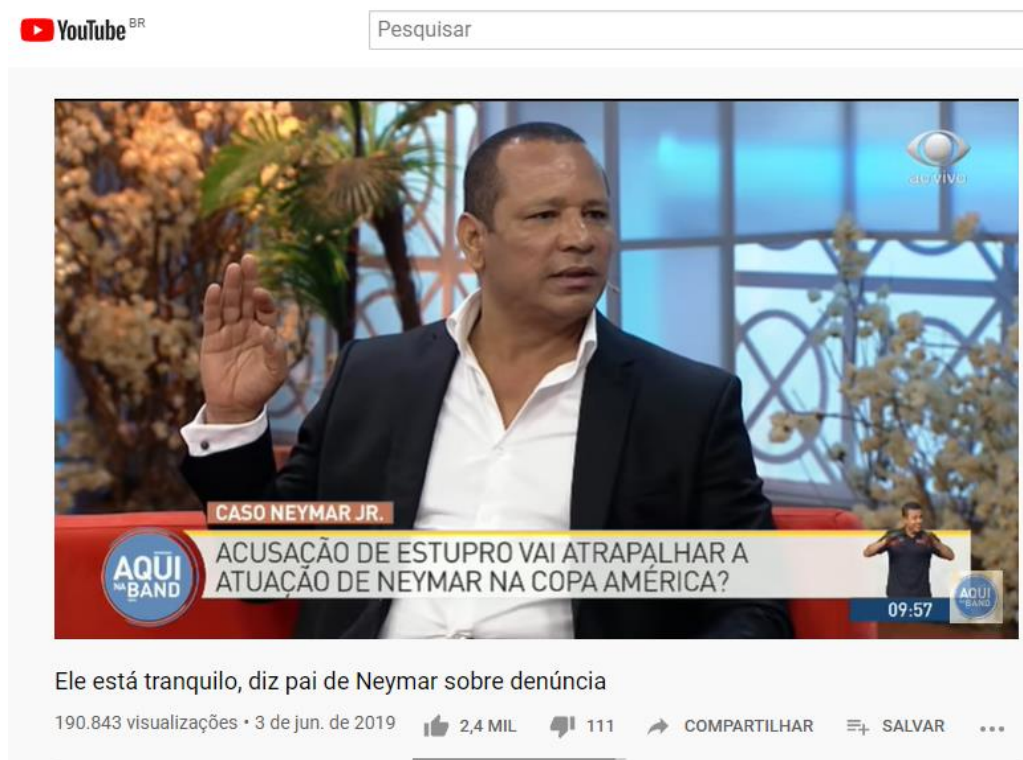 YouTube BR
Pesquisar
ao vivo
CASO NEYMAR JR.
AQUI
NA BAND
ACUSAÇÃO DE ESTUPRO VAI ATRAPALHAR A
ATUAÇÃO DE NEYMAR NA COPA AMÉRICA?
09:57
AQUI
NA BAND
Ele está tranquilo, diz pai de Neymar sobre denúncia
190.843 visualizações • 3 de jun. de 2019 2,4 MIL 111 COMPARTILHAR SALVAR ...